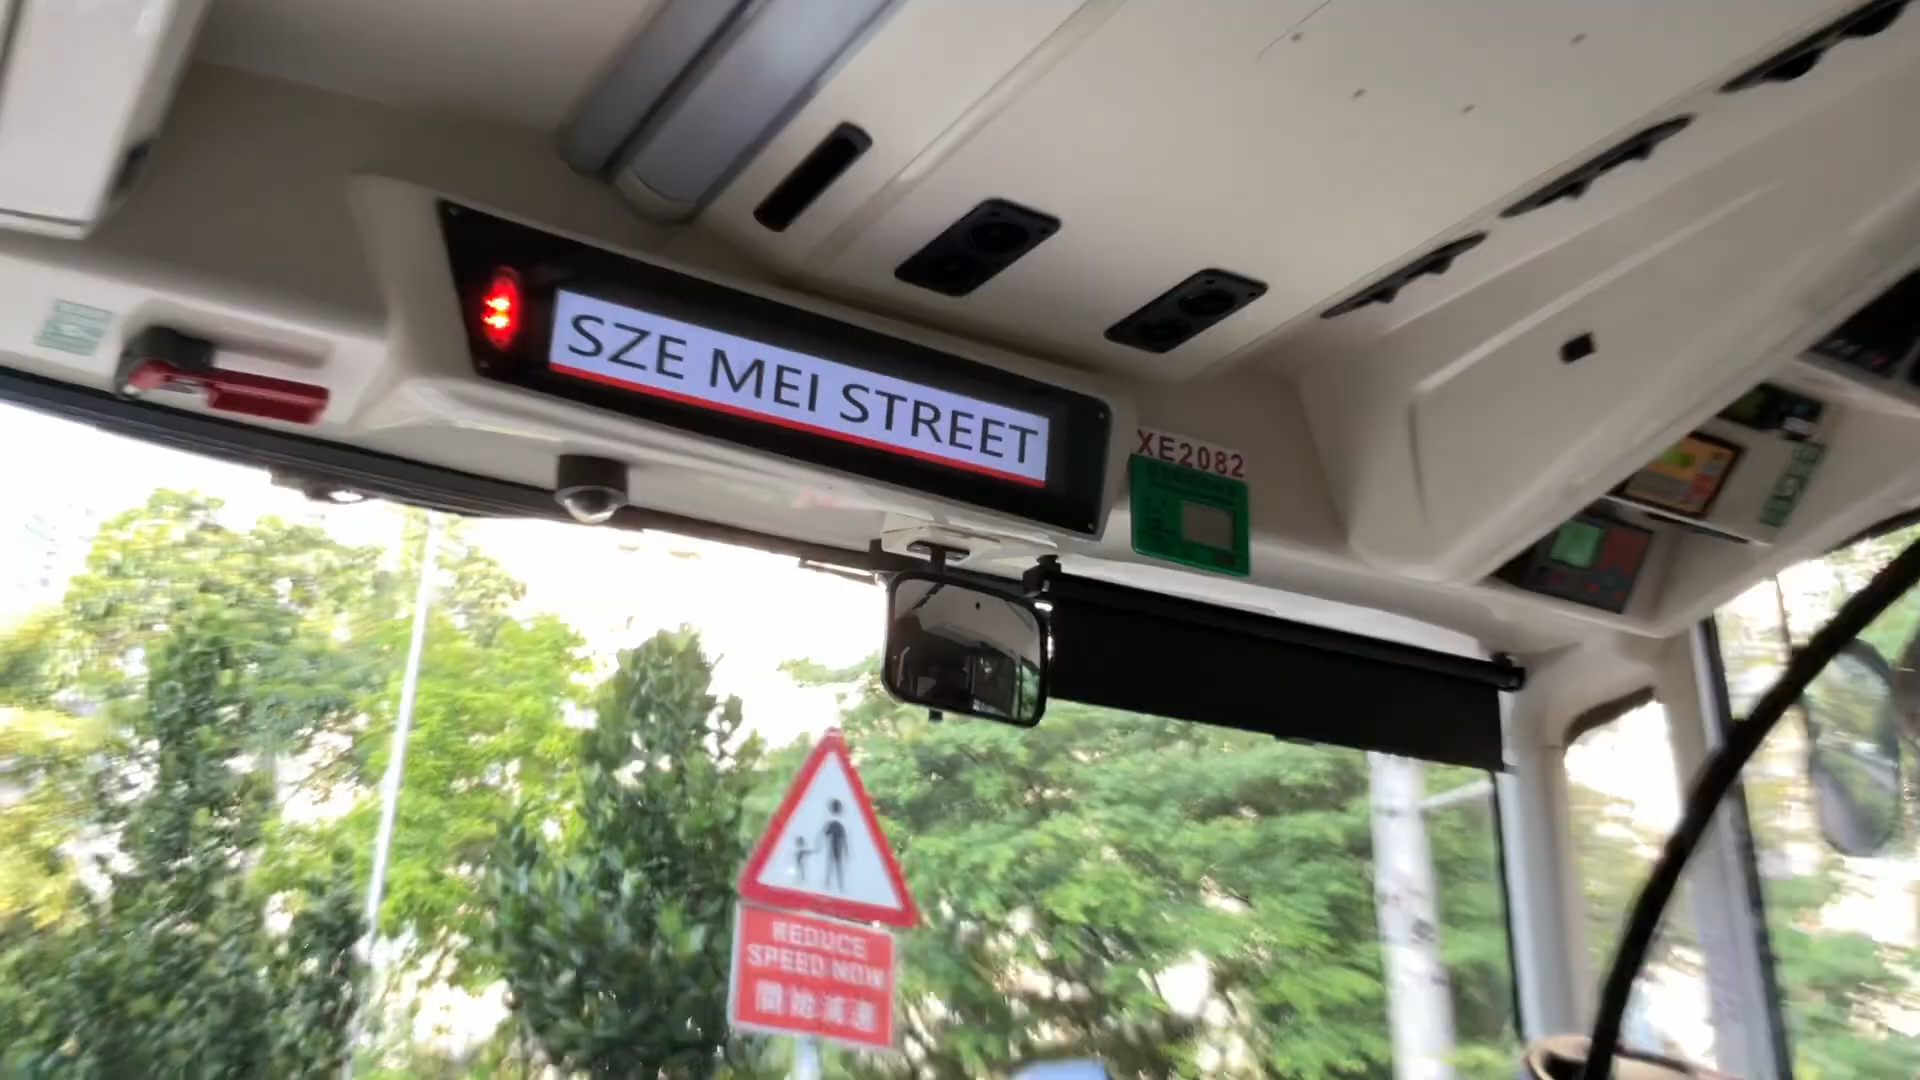 SZE MEI STREET
XE2082
REDUCE
SPEED NOW
開始減速